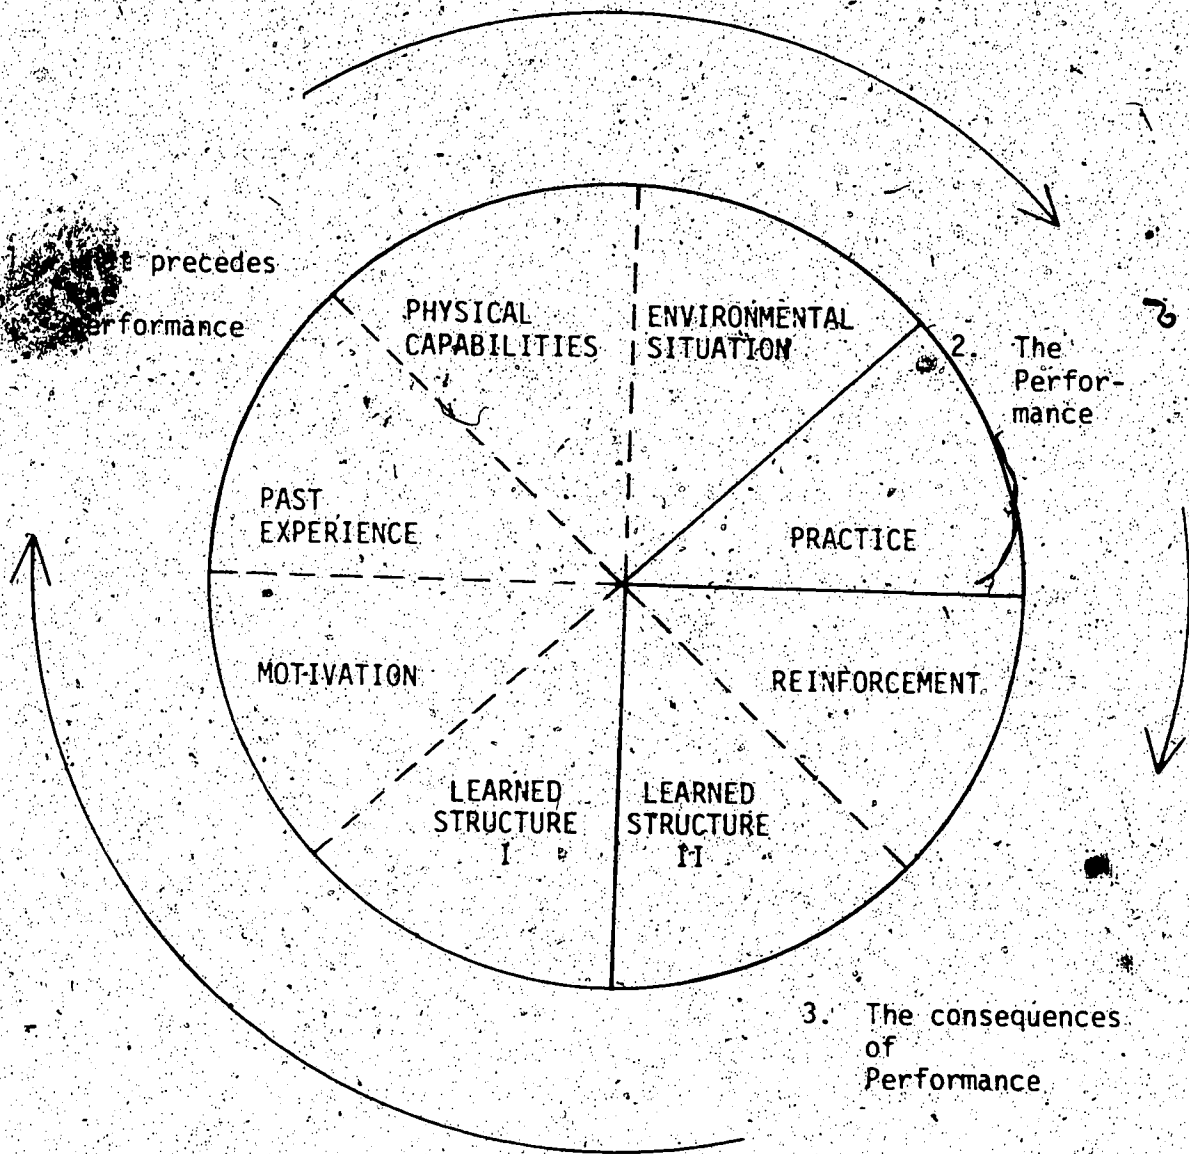 precedes
PHYSICAL
CAPABILITIES
ENVIRONMENTAL
SITUATION
2. The
Perfor-
mance
PAST
EXPERIENCE
PRACTICE
MOTIVATION
REINFORCEMENT
LEARNED
STRUCTURE
I
LEARNED
STRUCTURE
II
3. The consequences
of
Performance